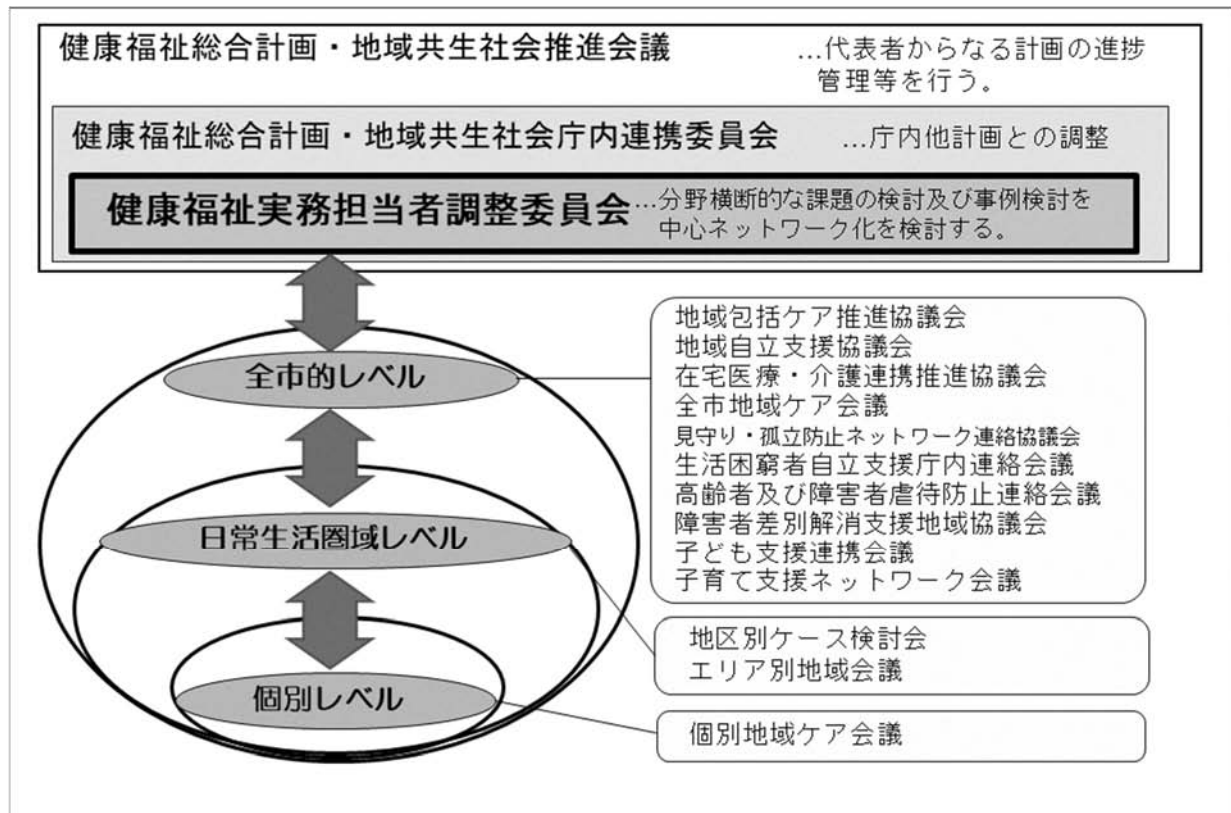 健康福祉総合計画・地域共生社会推進会議
…代表者からなる計画の進捗
管理等を行う。
健康福祉総合計画・地域共生社会庁内連携委員会
…庁内他計画との調整
健康福祉実務担当者調整委員会
…分野横断的な課題の検討及び事例検討を
中心ネットワーク化を検討する。
全市的レベル
地域包括ケア推進協議会
地域自立支援協議会
在宅医療・介護連携推進協議会
全市地域ケア会議
見守り・孤立防止ネットワーク連絡協議会
生活困窮者自立支援庁内連絡会議
高齢者及び障害者虐待防止連絡会議
障害者差別解消支援地域協議会
子ども支援連携会議
子育て支援ネットワーク会議
日常生活圏域レベル
地区別ケース検討会
エリア別地域会議
個別レベル
個別地域ケア会議